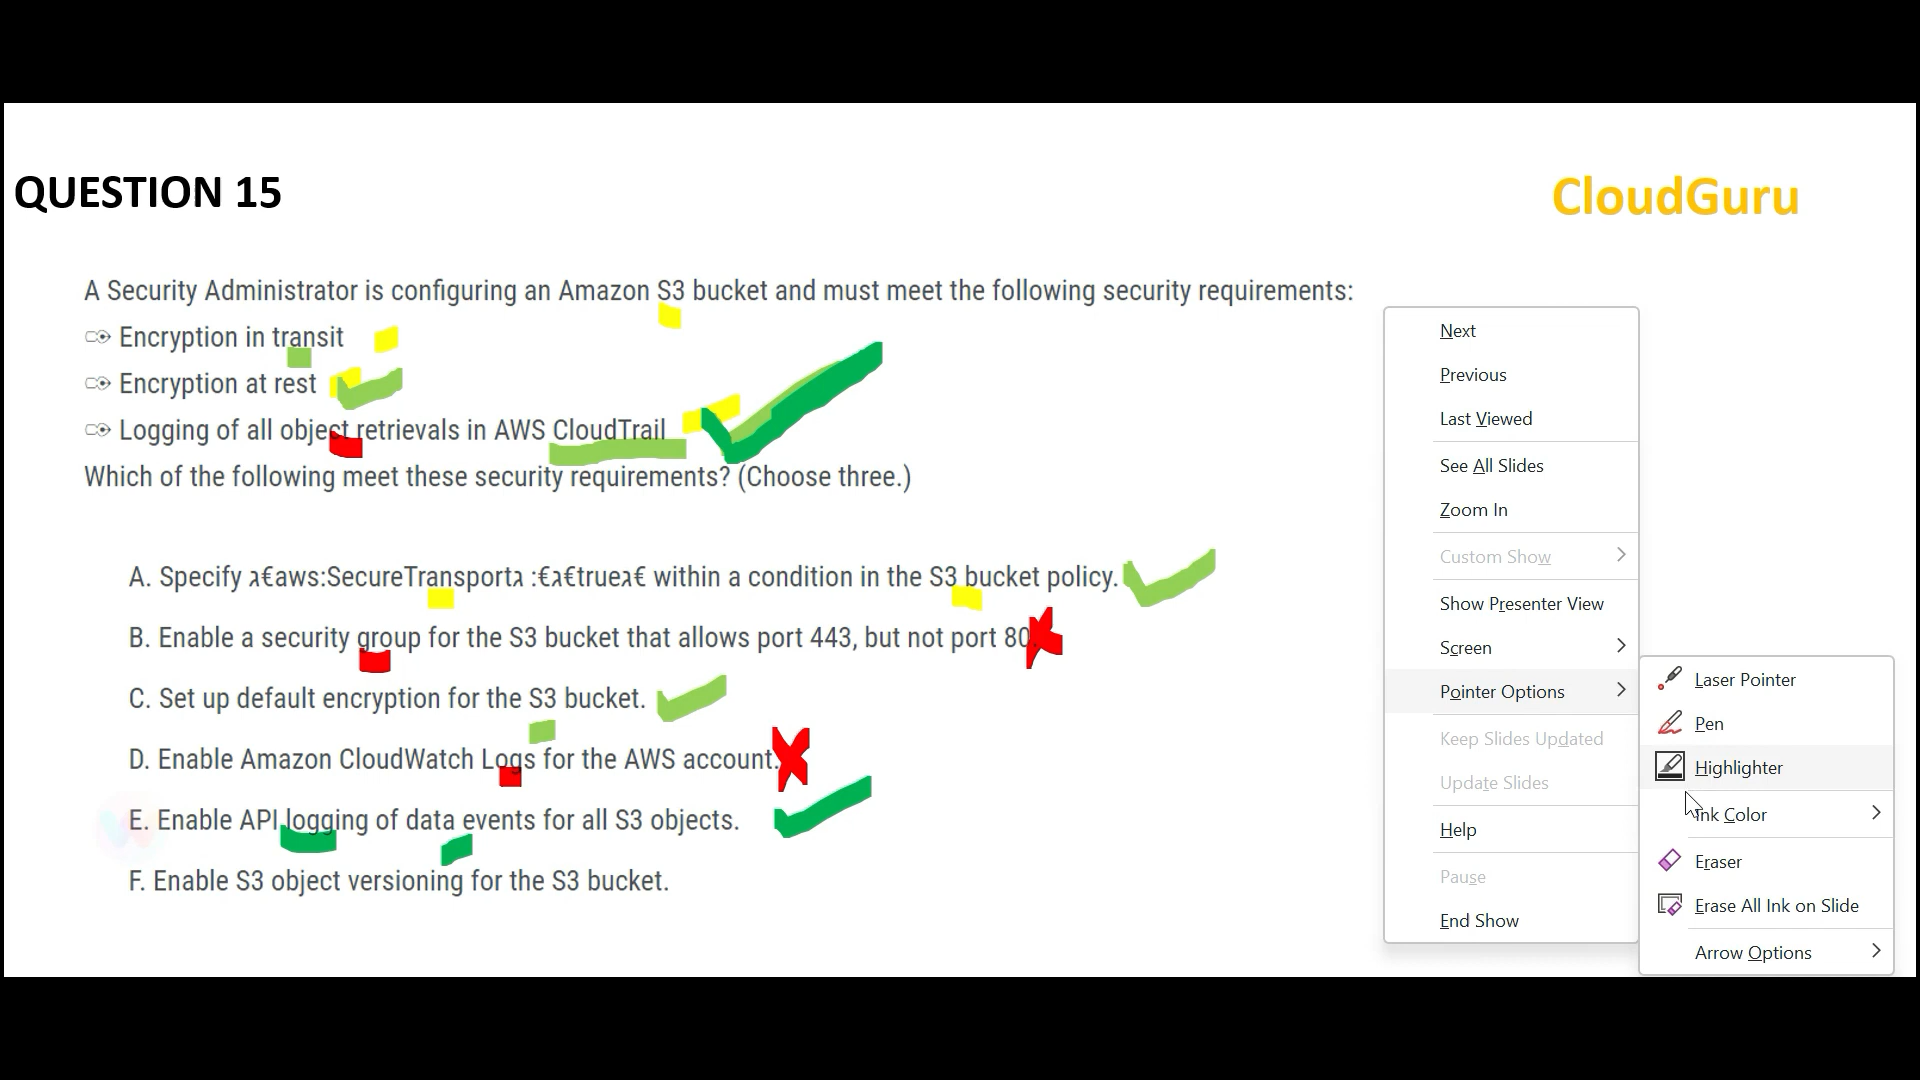 QUESTION 15
CloudGuru
A Security Administrator is configuring an Amazon S3 bucket and must meet the following security requirements:
Encryption in transit
Encryption at rest
Logging of all object retrievals in AWS CloudTrail
Which of the following meet these security requirements? (Choose three.)
A. Specify גנaws:SecureTransportג :€ג€trueג€ within a condition in the S3 bucket policy.
B. Enable a security group for the S3 bucket that allows port 443, but not port 80.
C. Set up default encryption for the S3 bucket.
D. Enable Amazon CloudWatch Logs for the AWS account.
E. Enable API logging of data events for all S3 objects.
F. Enable S3 object versioning for the S3 bucket.
Next
Previous
Last Viewed
See All Slides
Zoom In
Custom Show
Show Presenter View
Screen
Pointer Options
Keep Slides Updated
Update Slides
Help
Pause
End Show
Laser Pointer
Pen
Highlighter
Ink Color
Eraser
Erase All Ink on Slide
Arrow Options